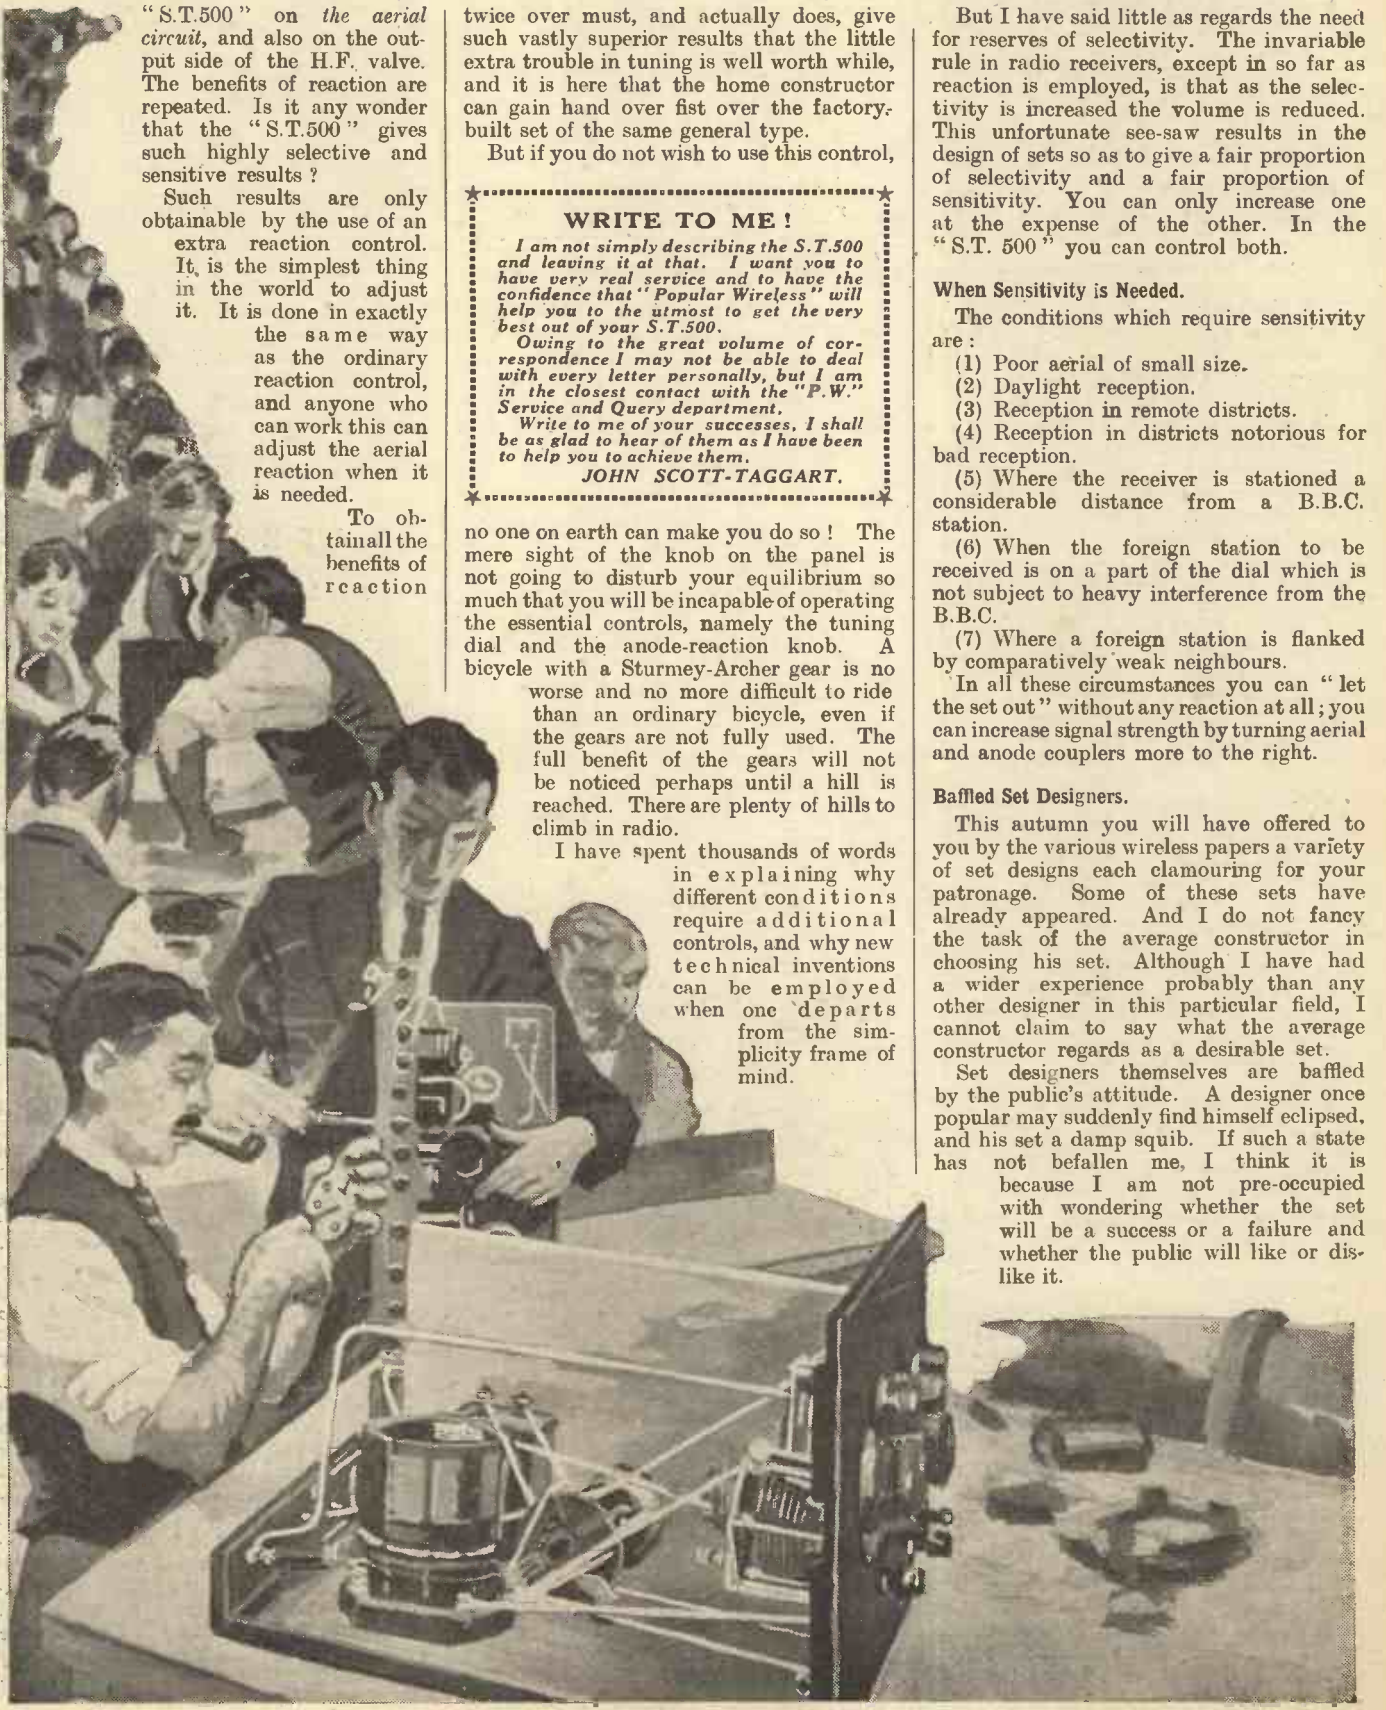 “S.T.500” on the aerial
circuit, and also on the out-
put side of the H.F. valve.
The benefits of reaction are
repeated. Is it any wonder
that the “S.T.500” gives
such highly selective and
sensitive results ?
Such results are only
obtainable by the use of an
extra reaction control.
It is the simplest thing
in the world to adjust
it. It is done in exactly
the same way
as the ordinary
reaction control,
and anyone who
can work this can
adjust the aerial
reaction when it
is needed.
To ob-
tain all the
benefits of
reaction
twice over must, and actually does, give
such vastly superior results that the little
extra trouble in tuning is well worth while,
and it is here that the home constructor
can gain hand over fist over the factory-
built set of the same general type.
But if you do not wish to use this control,
WRITE TO ME !
I am not simply describing the S.T.500
and leaving it at that. I want you to
have very real service and to have the
confidence that “Popular Wireless” will
help you to the utmost to get the very
best out of your S.T.500.
Owing to the great volume of cor-
respondence I may not be able to deal
with every letter personally, but I am
in the closest contact with the “P.W.”
Service and Query department.
Write to me of your successes, I shall
be as glad to hear of them as I have been
to help you to achieve them.
JOHN SCOTT-TAGGART.
no one on earth can make you do so ! The
mere sight of the knob on the panel is
not going to disturb your equilibrium so
much that you will be incapable of operating
the essential controls, namely the tuning
dial and the anode-reaction knob. A
bicycle with a Sturmey-Archer gear is no
worse and no more difficult to ride
than an ordinary bicycle, even if
the gears are not fully used. The
full benefit of the gears will not
be noticed perhaps until a hill is
reached. There are plenty of hills to
climb in radio.
I have spent thousands of words
in explaining why
different conditions
require additional
controls, and why new
technical inventions
can be employed
when one departs
from the sim-
plicity frame of
mind.
But I have said little as regards the need
for reserves of selectivity. The invariable
rule in radio receivers, except in so far as
reaction is employed, is that as the selec-
tivity is increased the volume is reduced.
This unfortunate see-saw results in the
design of sets so as to give a fair proportion
of selectivity and a fair proportion of
sensitivity. You can only increase one
at the expense of the other. In the
“S.T. 500” you can control both.
When Sensitivity is Needed.
The conditions which require sensitivity
are :
(1) Poor aerial of small size.
(2) Daylight reception.
(3) Reception in remote districts.
(4) Reception in districts notorious for
bad reception.
(5) Where the receiver is stationed a
considerable distance from a B.B.C.
station.
(6) When the foreign station to be
received is on a part of the dial which is
not subject to heavy interference from the
B.B.C.
(7) Where a foreign station is flanked
by comparatively weak neighbours.
In all these circumstances you can “let
the set out” without any reaction at all ; you
can increase signal strength by turning aerial
and anode couplers more to the right.
Baffled Set Designers.
This autumn you will have offered to
you by the various wireless papers a variety
of set designs each clamouring for your
patronage. Some of these sets have
already appeared. And I do not fancy
the task of the average constructor in
choosing his set. Although I have had
a wider experience probably than any
other designer in this particular field, I
cannot claim to say what the average
constructor regards as a desirable set.
Set designers themselves are baffled
by the public's attitude. A designer once
popular may suddenly find himself eclipsed,
and his set a damp squib. If such a state
has not befallen me, I think it is
because I am not pre-occupied
with wondering whether the set
will be a success or a failure and
whether the public will like or dis-
like it.